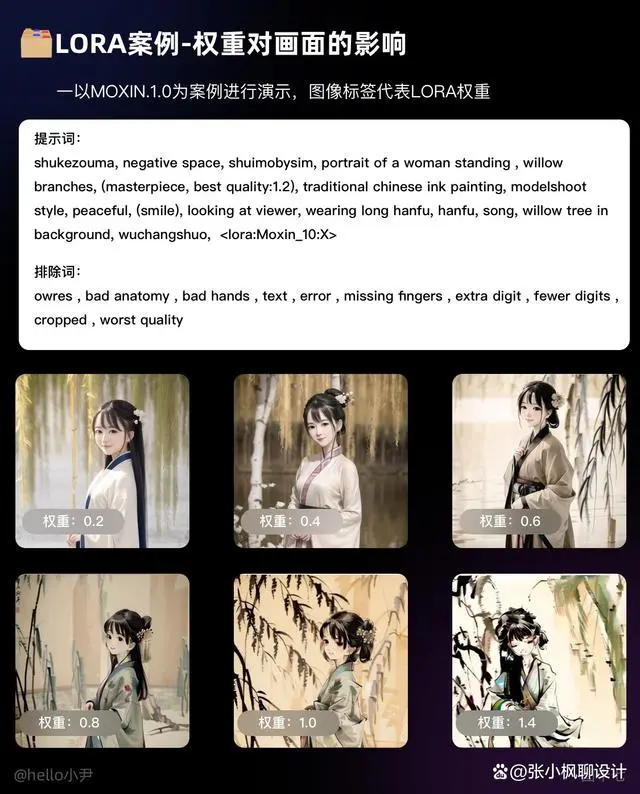 LORA案例-权重对画面的影响
一以MOXIN.1.0为案例进行演示，图像标签代表LORA权重
提示词：
shukezouma, negative space, shuimobysim, portrait of a woman standing , willow
branches, (masterpiece, best quality:1.2), traditional chinese ink painting, modelshoot
style, peaceful, (smile), looking at viewer, wearing long hanfu, hanfu, song, willow tree in
background, wuchangshuo, <lora:Moxin_10:X>
排除词：
owres , bad anatomy , bad hands , text , error , missing fingers , extra digit , fewer digits ,
cropped , worst quality
权重：0.2
权重：0.4
权重：0.6
权重：0.8
权重：1.0
权重：1.4
@hello小尹
@张小枫聊设计